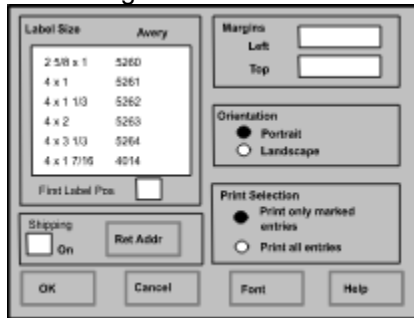 Label Size Avery
2 5/8 x 1 5260
4 x 1 5261
4 x 1 1/3 5262
4 x 2 5263
4 x 3 1/3 5264
4 x 1 7/16 4014
First Label Pos
Shipping
On
Ret Addr
Margins
Left
Top
Orientation
Portrait
Landscape
Print Selection
Print only marked
entries
Print all entries
OK Cancel Font Help